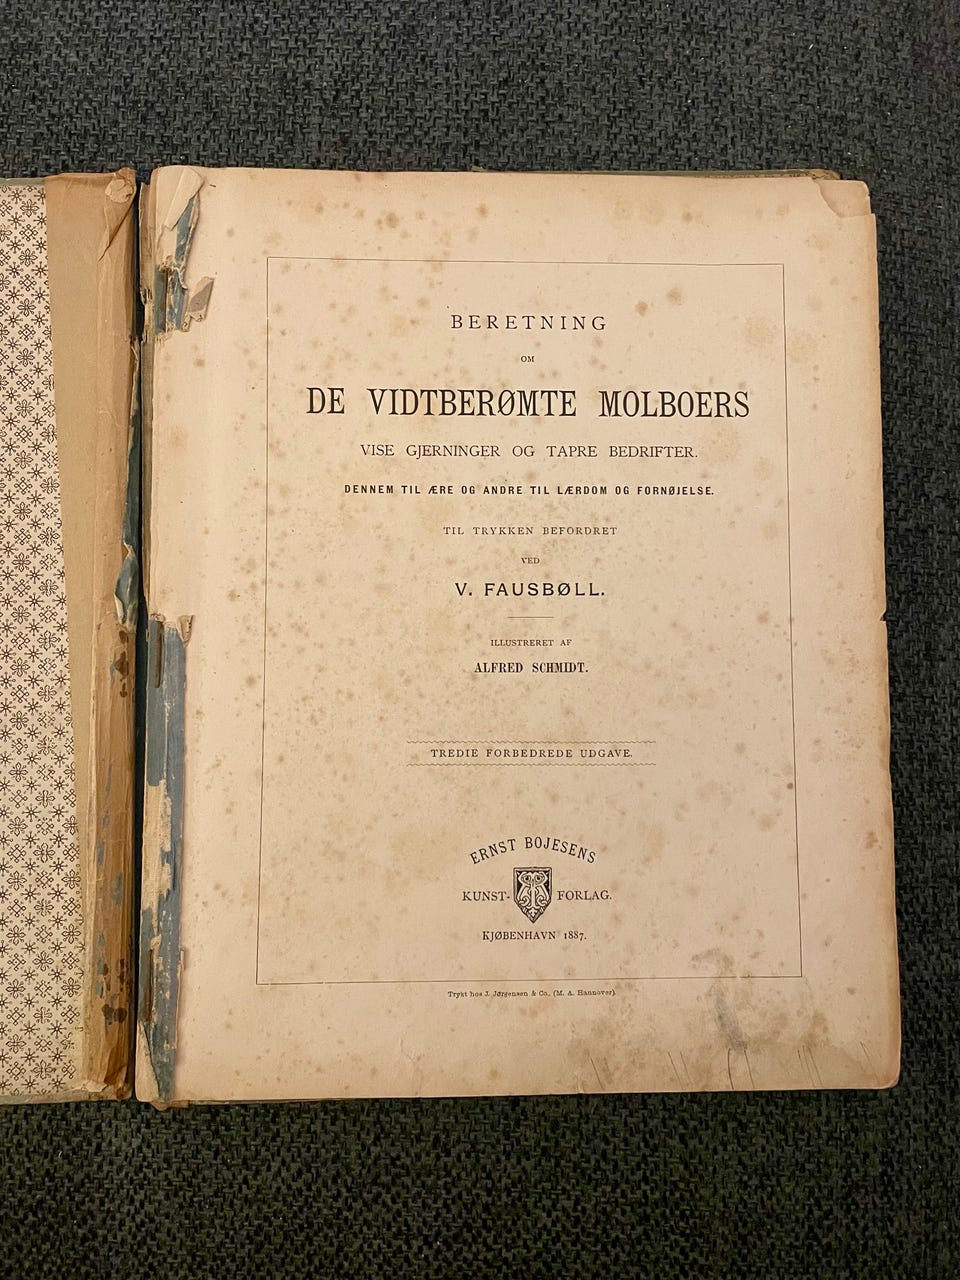 BERETNING
OM
DE VIDTBERØMTE MOLBOERS
VISE GJERNINGER OG TAPRE BEDRIFTER.
DENNEM TIL ÆRE OG ANDRE TIL LÆRDOM OG FORNØJELSE.
TIL TRYKKEN BEFORDRET
VED
V. FAUSBØLL.
ILLUSTRERET AF
ALFRED SCHMIDT.
TREDIE FORBEDREDE UDGAVE.
ERNST BOJESENS
KUNST- FORLAG.
KJØBENHAVN 1887.
Trykt hos J. Jørgensen & Co. (M. A. Hannover).